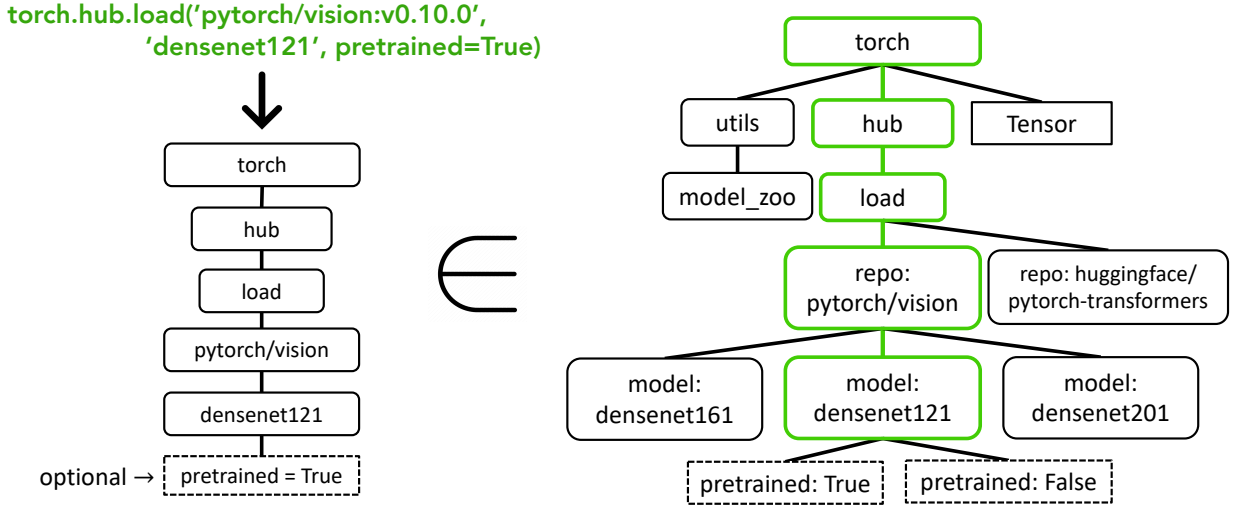 torch.hub.load('pytorch/vision:v0.10.0',
'densenet121', pretrained=True)
torch
hub
load
pytorch/vision
densenet121
optional → pretrained = True
∈
torch
utils
hub
Tensor
model_zoo
load
repo:
pytorch/vision
repo: huggingface/
pytorch-transformers
model:
densenet161
model:
densenet121
model:
densenet201
pretrained: True
pretrained: False